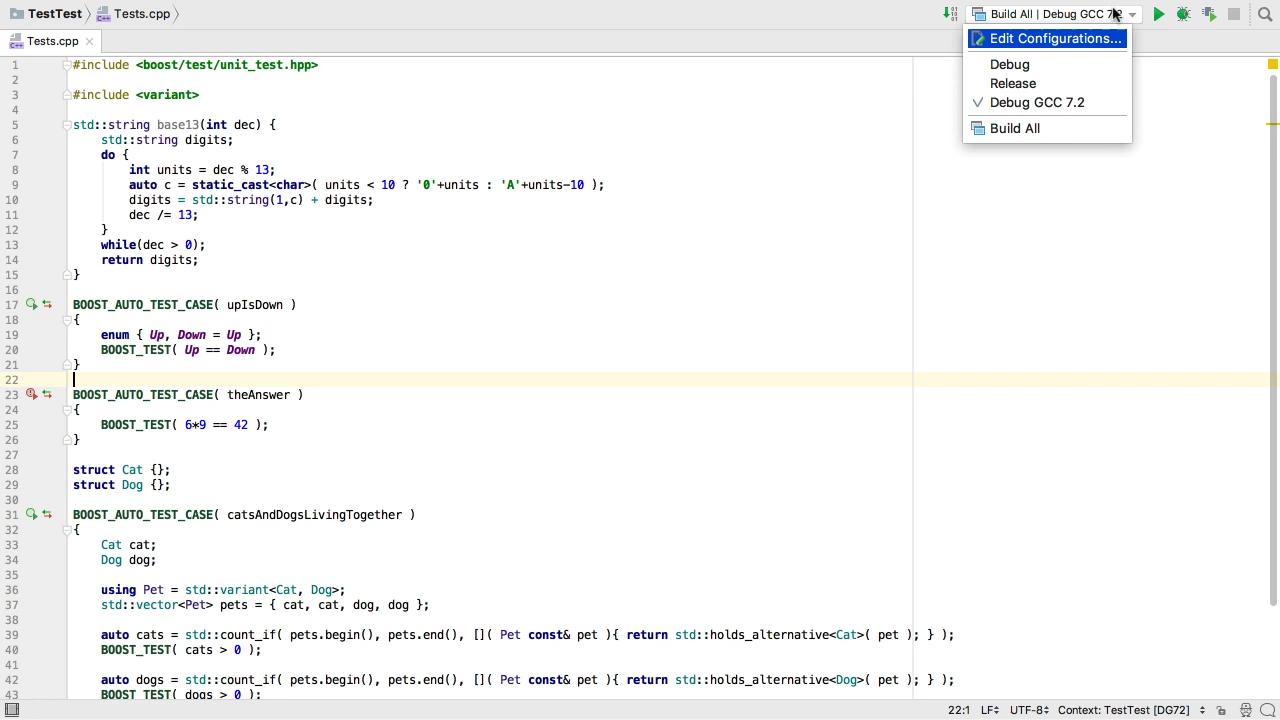 TestTest
Tests.cpp
Build All | Debug GCC 7.2
Tests.cpp
Edit Configurations...
Debug
Release
Debug GCC 7.2
Build All
1 #include <boost/test/unit_test.hpp>
2
3 #include <variant>
4
5 std::string base13(int dec) {
6 std::string digits;
7 do {
8 int units = dec % 13;
9 auto c = static_cast<char>( units < 10 ? '0'+units : 'A'+units-10 );
10 digits = std::string(1,c) + digits;
11 dec /= 13;
12 }
13 while(dec > 0);
14 return digits;
15 }
16
17 BOOST_AUTO_TEST_CASE( upIsDown )
18 {
19 enum { Up, Down = Up };
20 BOOST_TEST( Up == Down );
21 }
22
23 BOOST_AUTO_TEST_CASE( theAnswer )
24 {
25 BOOST_TEST( 6*9 == 42 );
26 }
27
28 struct Cat {};
29 struct Dog {};
30
31 BOOST_AUTO_TEST_CASE( catsAndDogsLivingTogether )
32 {
33 Cat cat;
34 Dog dog;
35
36 using Pet = std::variant<Cat, Dog>;
37 std::vector<Pet> pets = { cat, cat, dog, dog };
38
39 auto cats = std::count_if( pets.begin(), pets.end(), []( Pet const& pet ){ return std::holds_alternative<Cat>( pet ); } );
40 BOOST_TEST( cats > 0 );
41
42 auto dogs = std::count_if( pets.begin(), pets.end(), []( Pet const& pet ){ return std::holds_alternative<Dog>( pet ); } );
43 BOOST_TEST( dogs > 0 );
22:1 LF UTF-8 Context: TestTest [DG72]